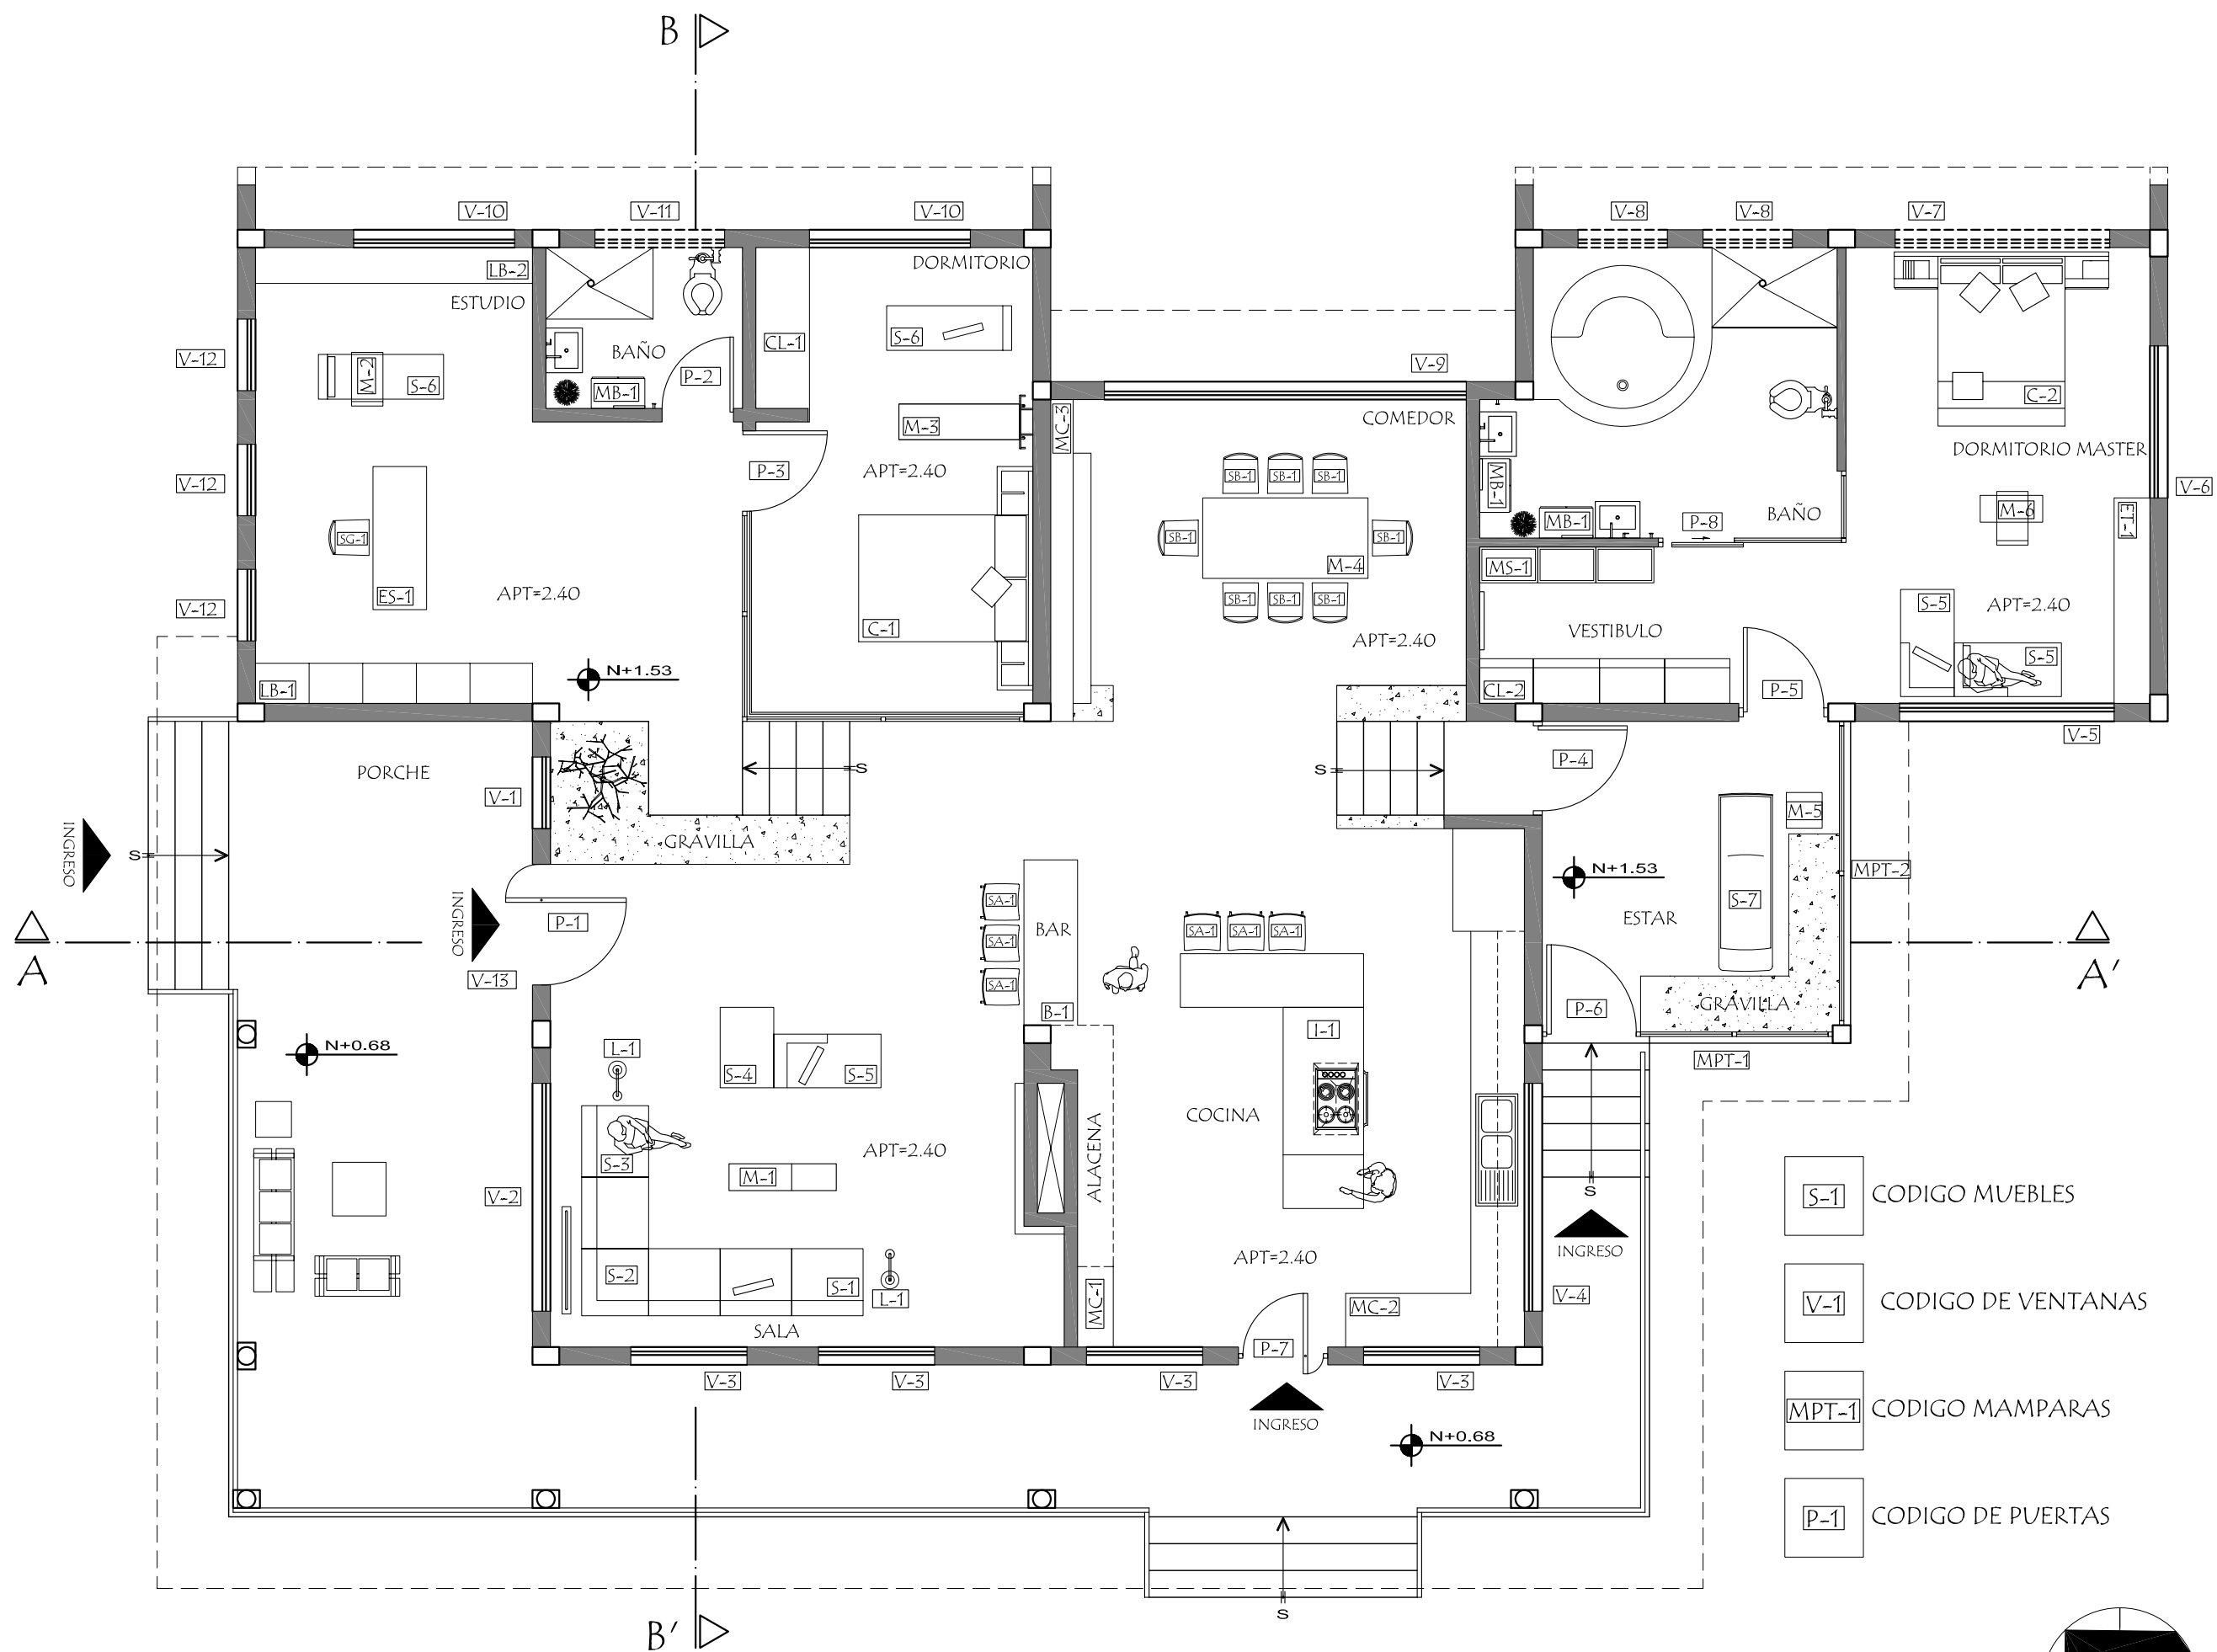 B
V-10
V-11
V-10
V-8
V-8
V-7
LB-2
DORMITORIO
ESTUDIO
S-6
CL-1
V-12
BAÑO
V-9
M-2
S-6
P-2
MB-1
C-2
M-3
MC-3
COMEDOR
DORMITORIO MASTER
P-3
APT=2.40
SB-1
SB-1
SB-1
MB-1
V-12
V-6
SG-1
SB-1
SB-1
MB-1
P-8
BAÑO
M-6
ET-1
M-4
MS-1
ES-1
APT=2.40
V-12
SB-1
SB-1
SB-1
S-5
APT=2.40
C-1
APT=2.40
VESTIBULO
S-5
N+1.53
LB-1
CL-2
P-5
V-5
PORCHE
S
S
P-4
V-1
M-5
INGRESO
S
GRAVILLA
N+1.53
MPT-2
SA-1
S-7
INGRESO
P-1
BAR
SA-1
SA-1
SA-1
ESTAR
SA-1
A
V-13
SA-1
A'
B-1
P-6
GRAVILLA
N+0.68
I-1
L-1
S-4
S-5
MPT-1
COCINA
ALACENA
APT=2.40
S-3
M-1
V-2
S
S-1
CODIGO MUEBLES
INGRESO
APT=2.40
S-2
S-1
L-1
MC-1
MC-2
V-4
V-1
CODIGO DE VENTANAS
SALA
P-7
V-3
V-3
V-3
V-3
INGRESO
MPT-1
CODIGO MAMPARAS
N+0.68
P-1
CODIGO DE PUERTAS
S
B'